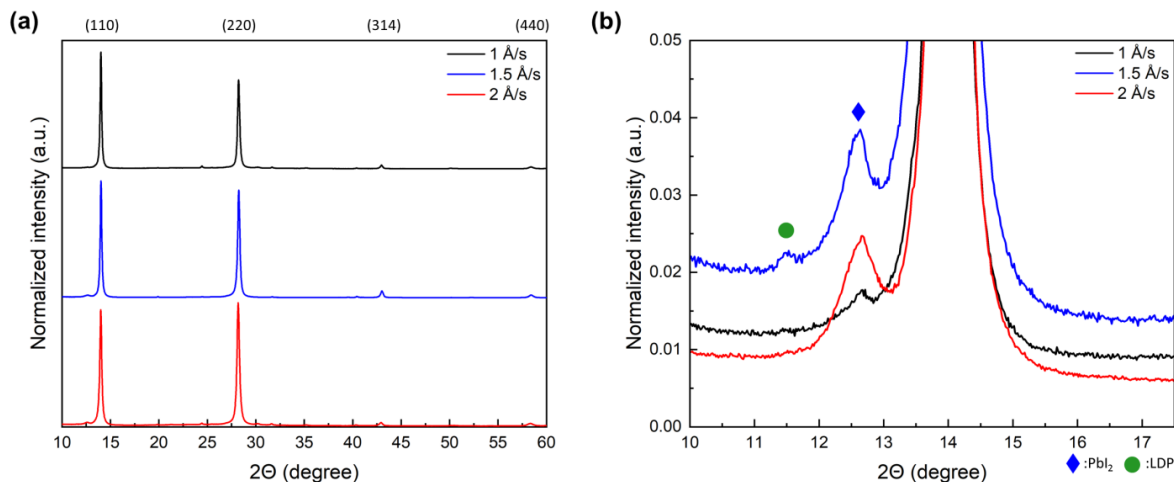 (a)
(110) (220) (314) (440)
1 Å/s
1.5 Å/s
2 Å/s
Normalized intensity (a.u.)
10 15 20 25 30 35 40 45 50 55 60
2Θ (degree)
(b)
0.05
0.04
0.03
0.02
0.01
0.00
1 Å/s
1.5 Å/s
2 Å/s
Normalized intensity (a.u.)
10 11 12 13 14 15 16 17
2Θ (degree)
:PbI₂ :LDP